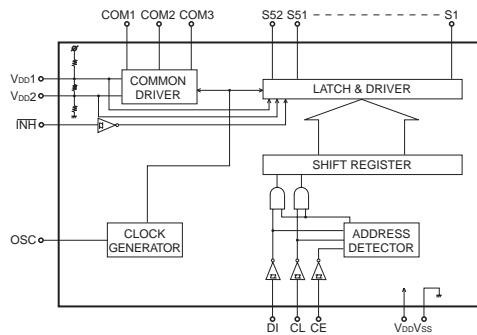 COM1 COM2 COM3
S52 S51 S1
VDD1
VDD2
INH
COMMON
DRIVER
LATCH & DRIVER
SHIFT REGISTER
OSC
CLOCK
GENERATOR
ADDRESS
DETECTOR
DI CL CE
VDD VSS